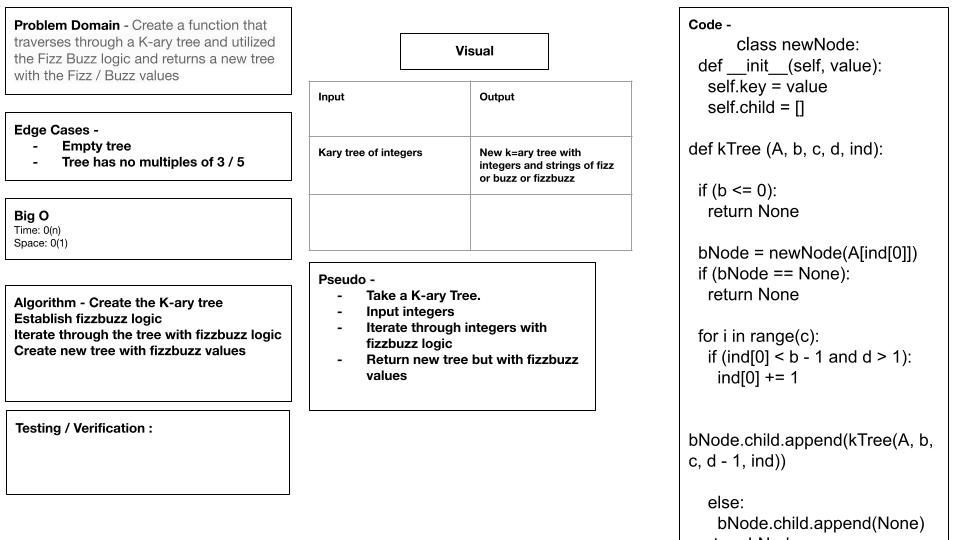 Problem Domain - Create a function that
traverses through a K-ary tree and utilized
the Fizz Buzz logic and returns a new tree
with the Fizz / Buzz values
Edge Cases -
- Empty tree
- Tree has no multiples of 3 / 5
Big O
Time: 0(n)
Space: 0(1)
Algorithm - Create the K-ary tree
Establish fizzbuzz logic
Iterate through the tree with fizzbuzz logic
Create new tree with fizzbuzz values
Testing / Verification :
Visual
Input
Output
Kary tree of integers
New k=ary tree with
integers and strings of fizz
or buzz or fizzbuzz
Pseudo -
- Take a K-ary Tree.
- Input integers
- Iterate through integers with
fizzbuzz logic
- Return new tree but with fizzbuzz
values
Code -
class newNode:
def __init__(self, value):
self.key = value
self.child = []
def kTree (A, b, c, d, ind):
if (b <= 0):
return None
bNode = newNode(A[ind[0]])
if (bNode == None):
return None
for i in range(c):
if (ind[0] < b - 1 and d > 1):
ind[0] += 1
bNode.child.append(kTree(A, b,
c, d - 1, ind))
else:
bNode.child.append(None)